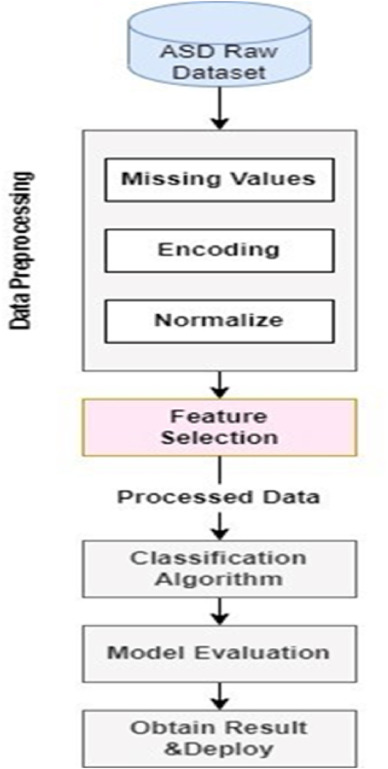 ASD Raw
Dataset
Data Preprocessing
Missing Values
Encoding
Normalize
Feature
Selection
Processed Data
Classification
Algorithm
Model Evaluation
Obtain Result
&Deploy